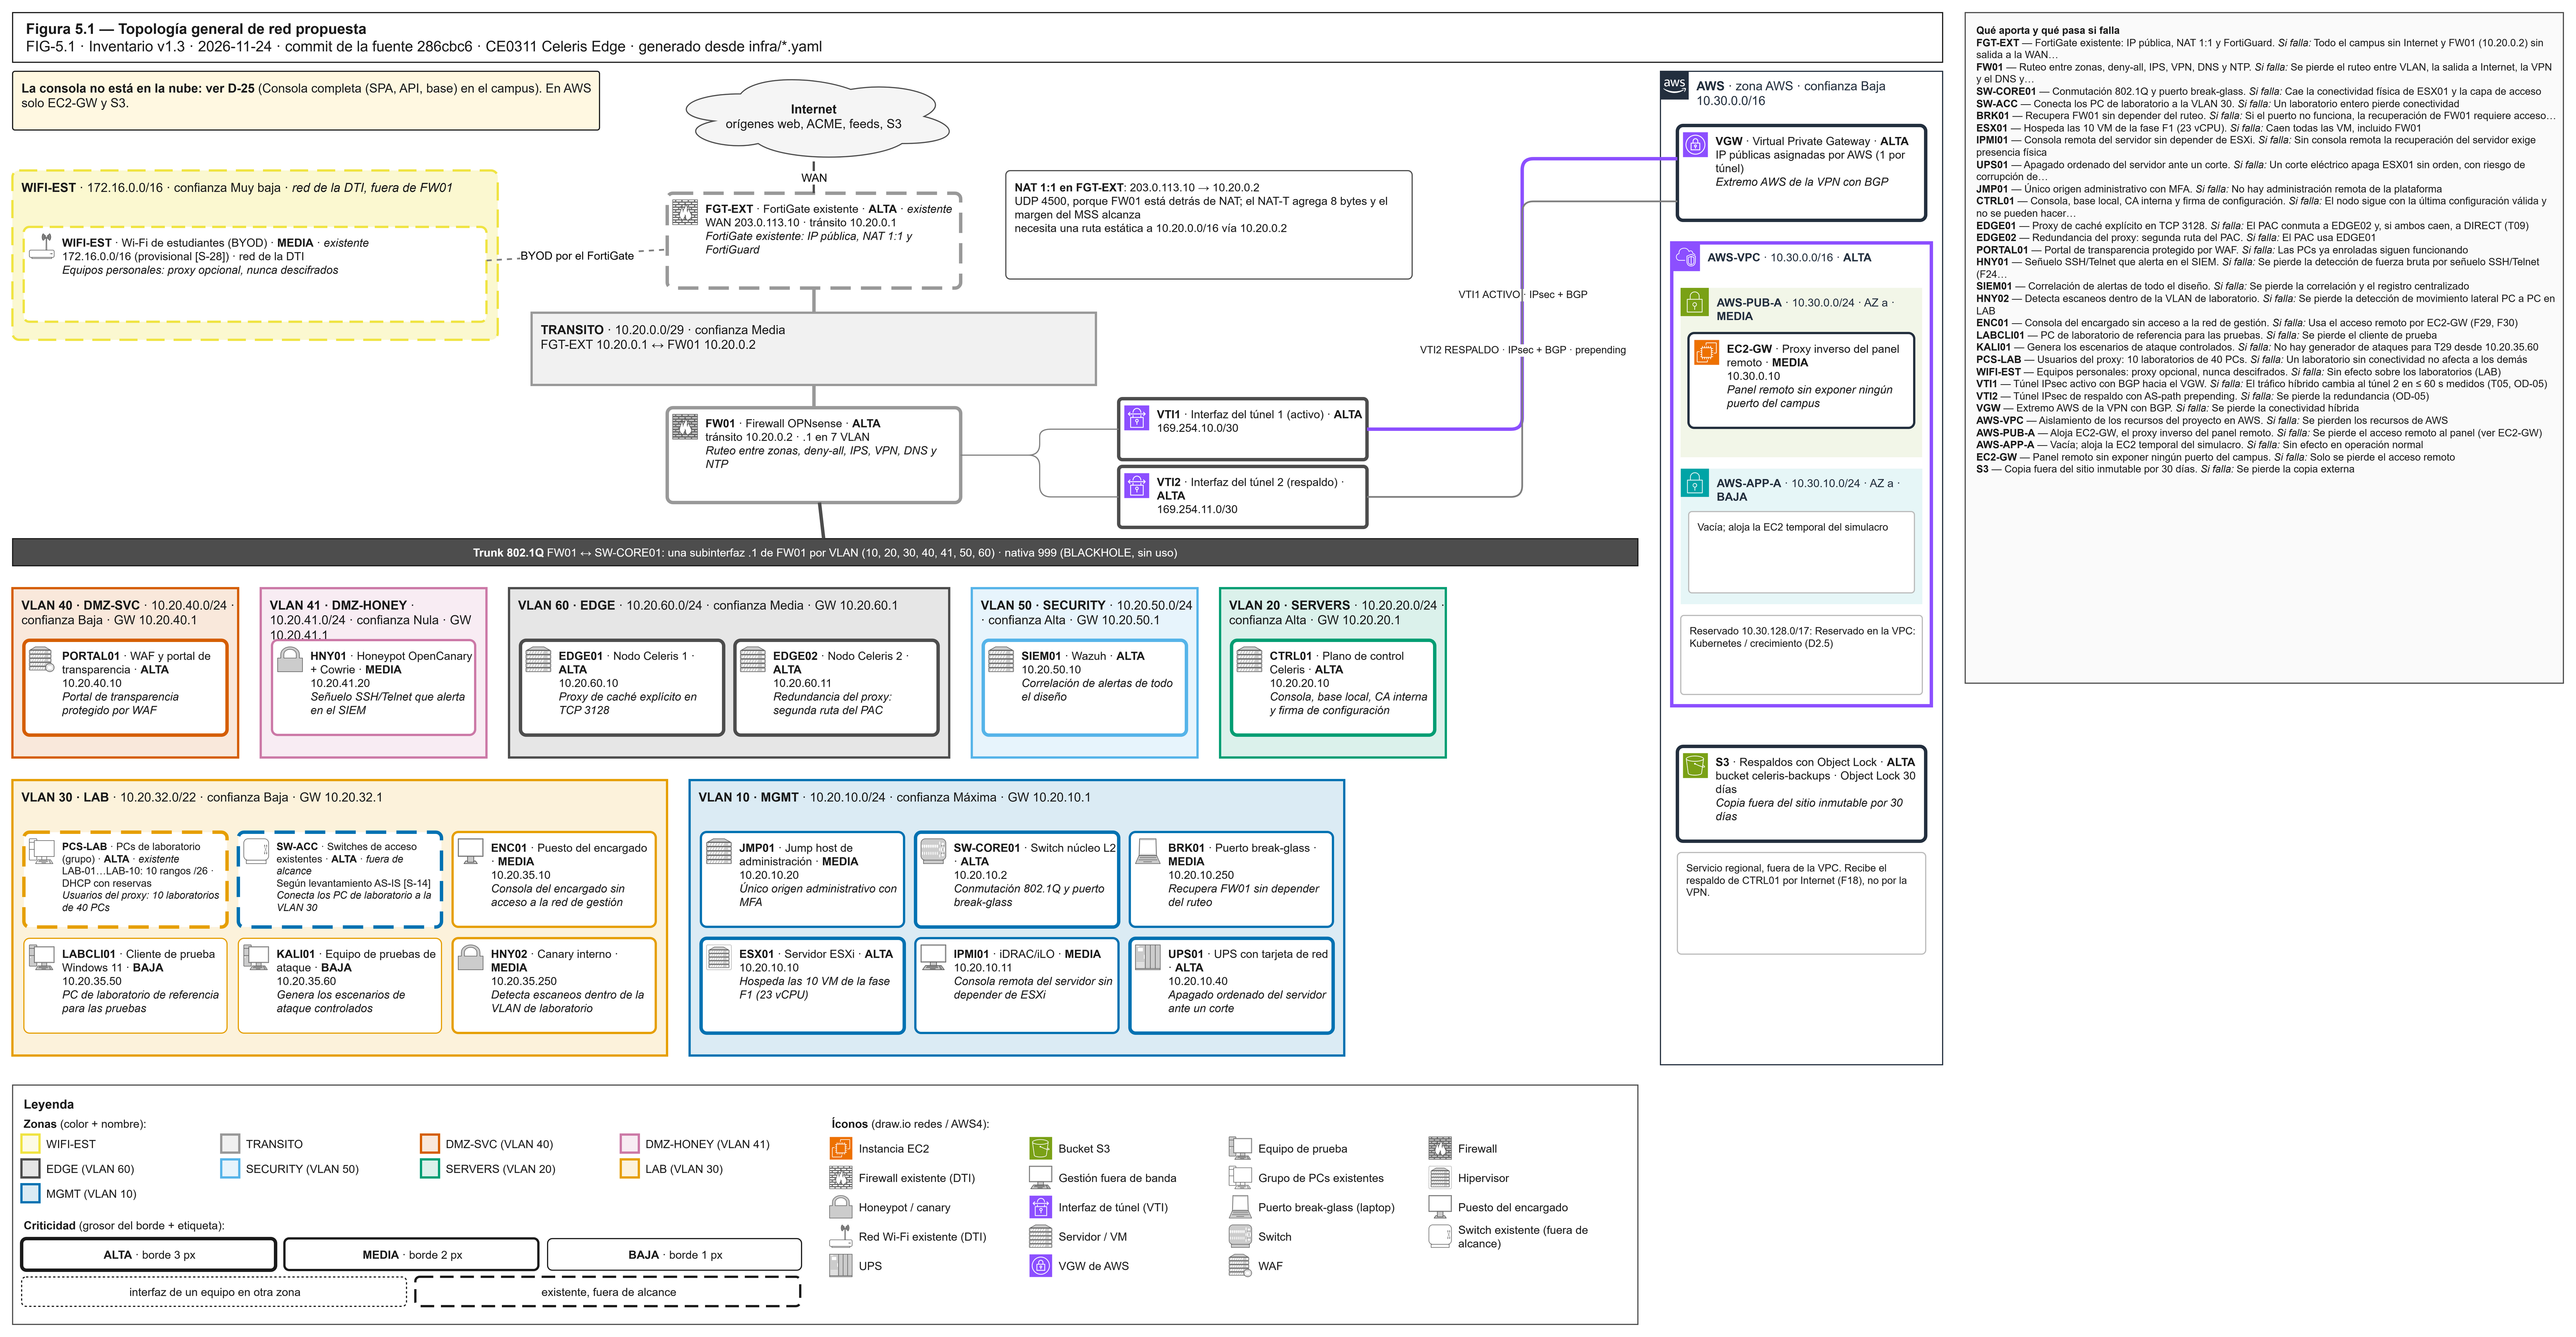 Figura 5.1 — Topología general de red propuesta
FIG-5.1 · Inventario v1.3 · 2026-11-24 · commit de la fuente 286cbc6 · CE0311 Celeris Edge · generado desde infra/*.yaml
La consola no está en la nube: ver D-25 (Consola completa (SPA, API, base) en el campus). En AWS
solo EC2-GW y S3.
Internet
orígenes web, ACME, feeds, S3
WAN
WIFI-EST · 172.16.0.0/16 · confianza Muy baja · red de la DTI, fuera de FW01
WIFI-EST · Wi-Fi de estudiantes (BYOD) · MEDIA · existente
172.16.0.0/16 (provisional [S-28]) · red de la DTI
Equipos personales: proxy opcional, nunca descifrados
BYOD por el FortiGate
FGT-EXT · FortiGate existente · ALTA · existente
WAN 203.0.113.10 · tránsito 10.20.0.1
FortiGate existente: IP pública, NAT 1:1 y
FortiGuard
NAT 1:1 en FGT-EXT: 203.0.113.10 → 10.20.0.2
UDP 4500, porque FW01 está detrás de NAT; el NAT-T agrega 8 bytes y el
margen del MSS alcanza
necesita una ruta estática a 10.20.0.0/16 vía 10.20.0.2
TRANSITO · 10.20.0.0/29 · confianza Media
FGT-EXT 10.20.0.1 ↔ FW01 10.20.0.2
FW01 · Firewall OPNsense · ALTA
tránsito 10.20.0.2 · .1 en 7 VLAN
Ruteo entre zonas, deny-all, IPS, VPN, DNS y
NTP
VTI1 · Interfaz del túnel 1 (activo) · ALTA
169.254.10.0/30
VTI2 · Interfaz del túnel 2 (respaldo) ·
ALTA
169.254.11.0/30
VTI1 ACTIVO · IPsec + BGP
VTI2 RESPALDO · IPsec + BGP · prepending
Trunk 802.1Q FW01 ↔ SW-CORE01: una subinterfaz .1 de FW01 por VLAN (10, 20, 30, 40, 41, 50, 60) · nativa 999 (BLACKHOLE, sin uso)
aws
AWS · zona AWS · confianza Baja
10.30.0.0/16
VGW · Virtual Private Gateway · ALTA
IP públicas asignadas por AWS (1 por
túnel)
Extremo AWS de la VPN con BGP
AWS-VPC · 10.30.0.0/16 · ALTA
AWS-PUB-A · 10.30.0.0/24 · AZ a ·
MEDIA
EC2-GW · Proxy inverso del panel
remoto · MEDIA
10.30.0.10
Panel remoto sin exponer ningún
puerto del campus
AWS-APP-A · 10.30.10.0/24 · AZ a ·
BAJA
Vacía; aloja la EC2 temporal del simulacro
Reservado 10.30.128.0/17: Reservado en la VPC:
Kubernetes / crecimiento (D2.5)
S3 · Respaldos con Object Lock · ALTA
bucket celeris-backups · Object Lock 30
días
Copia fuera del sitio inmutable por 30
días
Servicio regional, fuera de la VPC. Recibe el
respaldo de CTRL01 por Internet (F18), no por la
VPN.
VLAN 40 · DMZ-SVC · 10.20.40.0/24 ·
confianza Baja · GW 10.20.40.1
PORTAL01 · WAF y portal de
transparencia · ALTA
10.20.40.10
Portal de transparencia
protegido por WAF
VLAN 41 · DMZ-HONEY ·
10.20.41.0/24 · confianza Nula · GW
10.20.41.1
HNY01 · Honeypot OpenCanary
+ Cowrie · MEDIA
10.20.41.20
Señuelo SSH/Telnet que alerta
en el SIEM
VLAN 60 · EDGE · 10.20.60.0/24 · confianza Media · GW 10.20.60.1
EDGE01 · Nodo Celeris 1 ·
ALTA
10.20.60.10
Proxy de caché explícito en
TCP 3128
EDGE02 · Nodo Celeris 2 ·
ALTA
10.20.60.11
Redundancia del proxy:
segunda ruta del PAC
VLAN 50 · SECURITY · 10.20.50.0/24
· confianza Alta · GW 10.20.50.1
SIEM01 · Wazuh · ALTA
10.20.50.10
Correlación de alertas de todo
el diseño
VLAN 20 · SERVERS · 10.20.20.0/24 ·
confianza Alta · GW 10.20.20.1
CTRL01 · Plano de control
Celeris · ALTA
10.20.20.10
Consola, base local, CA interna
y firma de configuración
VLAN 30 · LAB · 10.20.32.0/22 · confianza Baja · GW 10.20.32.1
PCS-LAB · PCs de laboratorio
(grupo) · ALTA · existente
LAB-01…LAB-10: 10 rangos /26 ·
DHCP con reservas
Usuarios del proxy: 10 laboratorios
de 40 PCs
SW-ACC · Switches de acceso
existentes · ALTA · fuera de
alcance
Según levantamiento AS-IS [S-14]
Conecta los PC de laboratorio a la
VLAN 30
ENC01 · Puesto del encargado
· MEDIA
10.20.35.10
Consola del encargado sin
acceso a la red de gestión
LABCLI01 · Cliente de prueba
Windows 11 · BAJA
10.20.35.50
PC de laboratorio de referencia
para las pruebas
KALI01 · Equipo de pruebas de
ataque · BAJA
10.20.35.60
Genera los escenarios de
ataque controlados
HNY02 · Canary interno ·
MEDIA
10.20.35.250
Detecta escaneos dentro de la
VLAN de laboratorio
VLAN 10 · MGMT · 10.20.10.0/24 · confianza Máxima · GW 10.20.10.1
JMP01 · Jump host de
administración · MEDIA
10.20.10.20
Único origen administrativo con
MFA
SW-CORE01 · Switch núcleo L2
· ALTA
10.20.10.2
Conmutación 802.1Q y puerto
break-glass
BRK01 · Puerto break-glass ·
MEDIA
10.20.10.250
Recupera FW01 sin depender
del ruteo
ESX01 · Servidor ESXi · ALTA
10.20.10.10
Hospeda las 10 VM de la fase
F1 (23 vCPU)
IPMI01 · iDRAC/iLO · MEDIA
10.20.10.11
Consola remota del servidor sin
depender de ESXi
UPS01 · UPS con tarjeta de red
· ALTA
10.20.10.40
Apagado ordenado del servidor
ante un corte
Leyenda
Zonas (color + nombre):
WIFI-EST
TRANSITO
DMZ-SVC (VLAN 40)
DMZ-HONEY (VLAN 41)
EDGE (VLAN 60)
SECURITY (VLAN 50)
SERVERS (VLAN 20)
LAB (VLAN 30)
MGMT (VLAN 10)
Criticidad (grosor del borde + etiqueta):
ALTA · borde 3 px
MEDIA · borde 2 px
BAJA · borde 1 px
interfaz de un equipo en otra zona
existente, fuera de alcance
Íconos (draw.io redes / AWS4):
Instancia EC2
Bucket S3
Equipo de prueba
Firewall
Firewall existente (DTI)
Gestión fuera de banda
Grupo de PCs existentes
Hipervisor
Honeypot / canary
Interfaz de túnel (VTI)
Puerto break-glass (laptop)
Puesto del encargado
Red Wi-Fi existente (DTI)
Servidor / VM
Switch
Switch existente (fuera de
alcance)
UPS
VGW de AWS
WAF
Qué aporta y qué pasa si falla
FGT-EXT — FortiGate existente: IP pública, NAT 1:1 y FortiGuard. Si falla: Todo el campus sin Internet y FW01 (10.20.0.2) sin
salida a la WAN…
FW01 — Ruteo entre zonas, deny-all, IPS, VPN, DNS y NTP. Si falla: Se pierde el ruteo entre VLAN, la salida a Internet, la VPN
y el DNS y…
SW-CORE01 — Conmutación 802.1Q y puerto break-glass. Si falla: Cae la conectividad física de ESX01 y la capa de acceso
SW-ACC — Conecta los PC de laboratorio a la VLAN 30. Si falla: Un laboratorio entero pierde conectividad
BRK01 — Recupera FW01 sin depender del ruteo. Si falla: Si el puerto no funciona, la recuperación de FW01 requiere acceso…
ESX01 — Hospeda las 10 VM de la fase F1 (23 vCPU). Si falla: Caen todas las VM, incluido FW01
IPMI01 — Consola remota del servidor sin depender de ESXi. Si falla: Sin consola remota la recuperación del servidor exige
presencia física
UPS01 — Apagado ordenado del servidor ante un corte. Si falla: Un corte eléctrico apaga ESX01 sin orden, con riesgo de
corrupción de…
JMP01 — Único origen administrativo con MFA. Si falla: No hay administración remota de la plataforma
CTRL01 — Consola, base local, CA interna y firma de configuración. Si falla: El nodo sigue con la última configuración válida y
no se pueden hacer…
EDGE01 — Proxy de caché explícito en TCP 3128. Si falla: El PAC conmuta a EDGE02 y, si ambos caen, a DIRECT (T09)
EDGE02 — Redundancia del proxy: segunda ruta del PAC. Si falla: El PAC usa EDGE01
PORTAL01 — Portal de transparencia protegido por WAF. Si falla: Las PCs ya enroladas siguen funcionando
HNY01 — Señuelo SSH/Telnet que alerta en el SIEM. Si falla: Se pierde la detección de fuerza bruta por señuelo SSH/Telnet
(F24…
SIEM01 — Correlación de alertas de todo el diseño. Si falla: Se pierde la correlación y el registro centralizado
HNY02 — Detecta escaneos dentro de la VLAN de laboratorio. Si falla: Se pierde la detección de movimiento lateral PC a PC en
LAB
ENC01 — Consola del encargado sin acceso a la red de gestión. Si falla: Usa el acceso remoto por EC2-GW (F29, F30)
LABCLI01 — PC de laboratorio de referencia para las pruebas. Si falla: Se pierde el cliente de prueba
KALI01 — Genera los escenarios de ataque controlados. Si falla: No hay generador de ataques para T29 desde 10.20.35.60
PCS-LAB — Usuarios del proxy: 10 laboratorios de 40 PCs. Si falla: Un laboratorio sin conectividad no afecta a los demás
WIFI-EST — Equipos personales: proxy opcional, nunca descifrados. Si falla: Sin efecto sobre los laboratorios (LAB)
VTI1 — Túnel IPsec activo con BGP hacia el VGW. Si falla: El tráfico híbrido cambia al túnel 2 en ≤ 60 s medidos (T05, OD-05)
VTI2 — Túnel IPsec de respaldo con AS-path prepending. Si falla: Se pierde la redundancia (OD-05)
VGW — Extremo AWS de la VPN con BGP. Si falla: Se pierde la conectividad híbrida
AWS-VPC — Aislamiento de los recursos del proyecto en AWS. Si falla: Se pierden los recursos de AWS
AWS-PUB-A — Aloja EC2-GW, el proxy inverso del panel remoto. Si falla: Se pierde el acceso remoto al panel (ver EC2-GW)
AWS-APP-A — Vacía; aloja la EC2 temporal del simulacro. Si falla: Sin efecto en operación normal
EC2-GW — Panel remoto sin exponer ningún puerto del campus. Si falla: Solo se pierde el acceso remoto
S3 — Copia fuera del sitio inmutable por 30 días. Si falla: Se pierde la copia externa